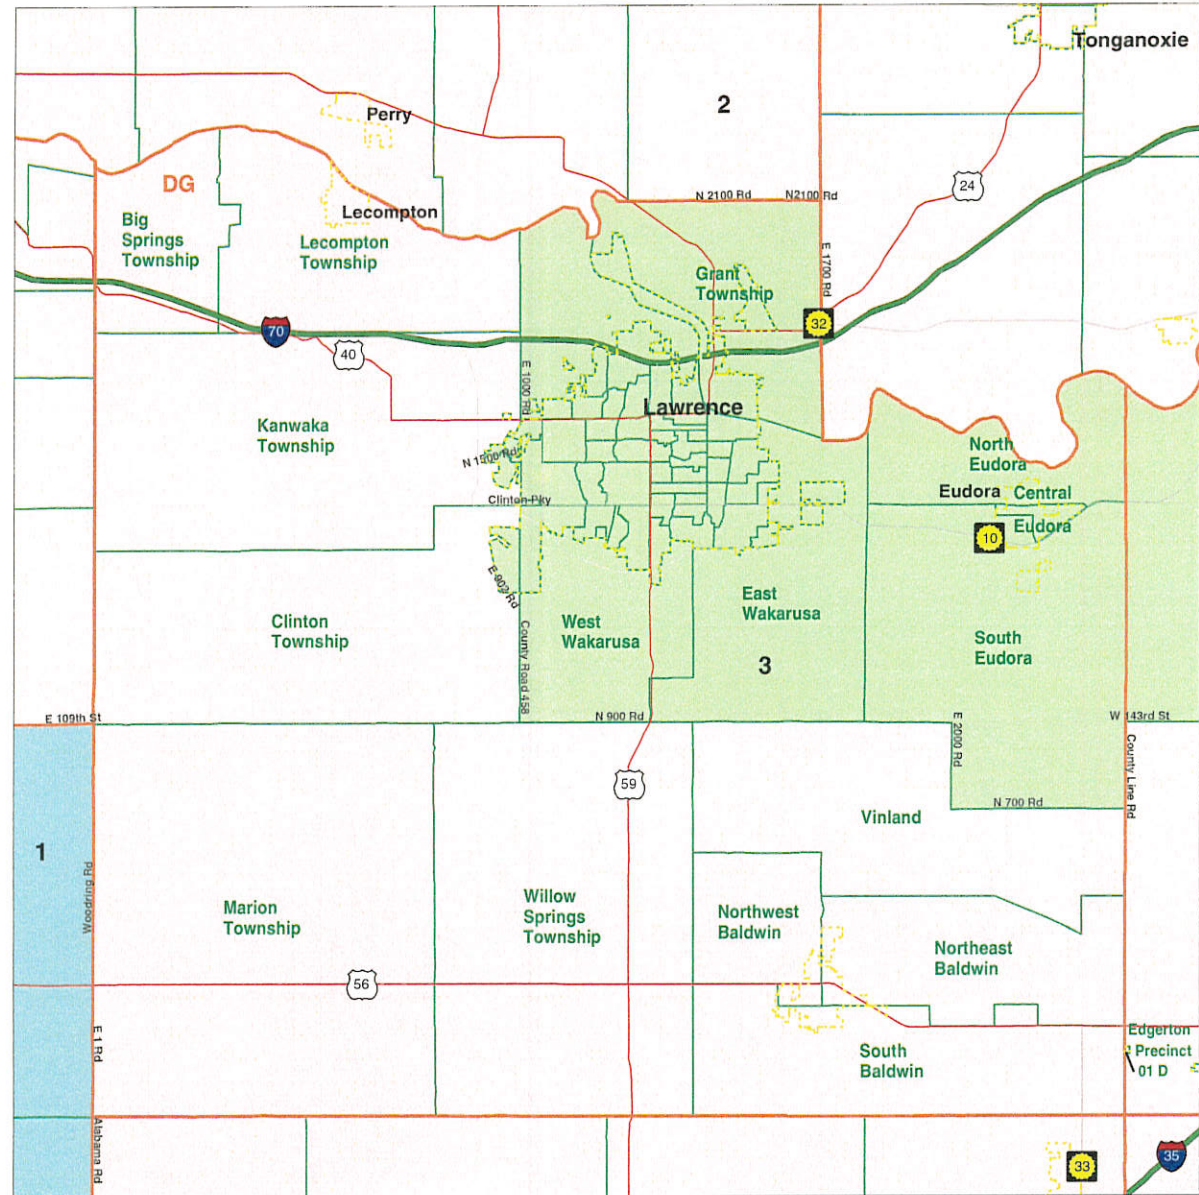 Tonganoxie
2
Perry
24
DG
N 2100 Rd
N2100 Rd
Lecompton
Big
Springs
Township
Lecompton
Township
E 1700 Rd
Grant
Township
32
70
40
E 1000 Rd
Lawrence
Kanwaka
Township
N 1500 Rd
North
Eudora
Clinton Pky
Eudora
Central
Eudora
10
E 902 Rd
East
Wakarusa
Clinton
Township
West
Wakarusa
County Road 458
South
Eudora
3
E 109th St
N 900 Rd
E 2000 Rd
W 143rd St
County Line Rd
59
N 700 Rd
Vinland
1
Woodring Rd
Marion
Township
Willow
Springs
Township
Northwest
Baldwin
Northeast
Baldwin
56
E 1 Rd
Edgerton
Precinct
01 D
South
Baldwin
Alabama Rd
33
35